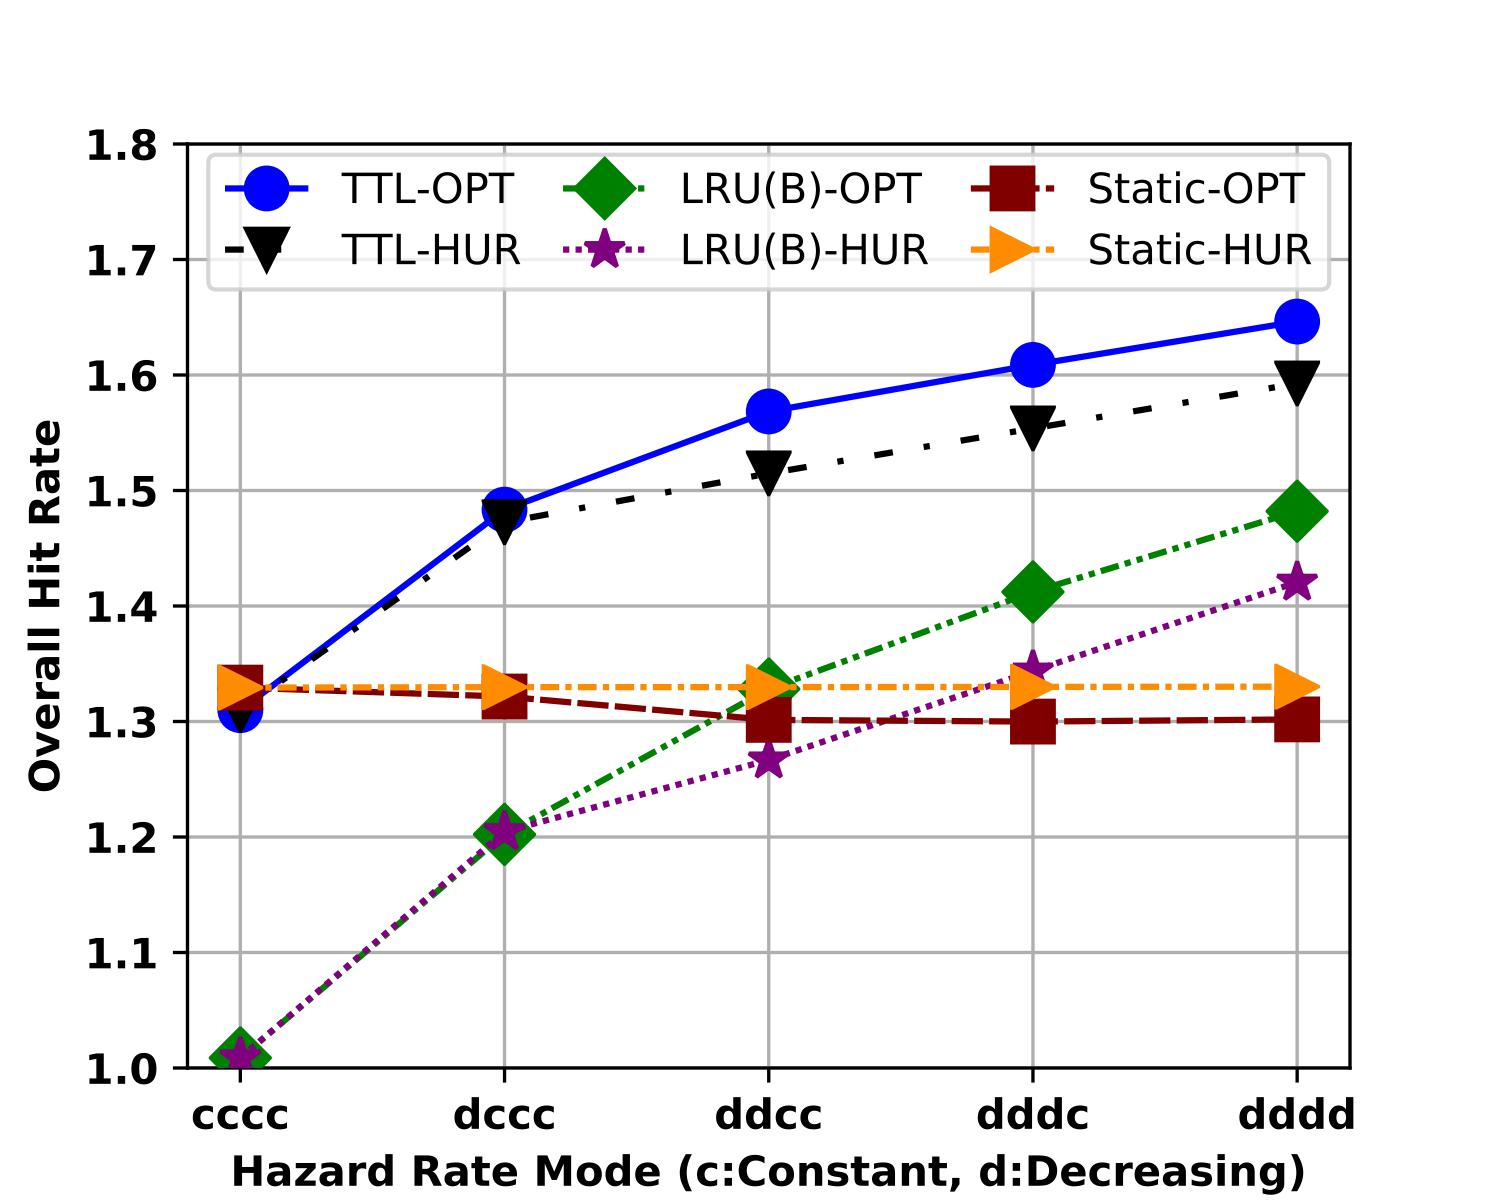 1.8
TTL-OPT LRU(B)-OPT Static-OPT
TTL-HUR LRU(B)-HUR Static-HUR
1.7
1.6
1.5
1.4
1.3
1.2
1.1
1.0
Overall Hit Rate
cccc dccc ddcc dddc dddd
Hazard Rate Mode (c:Constant, d:Decreasing)